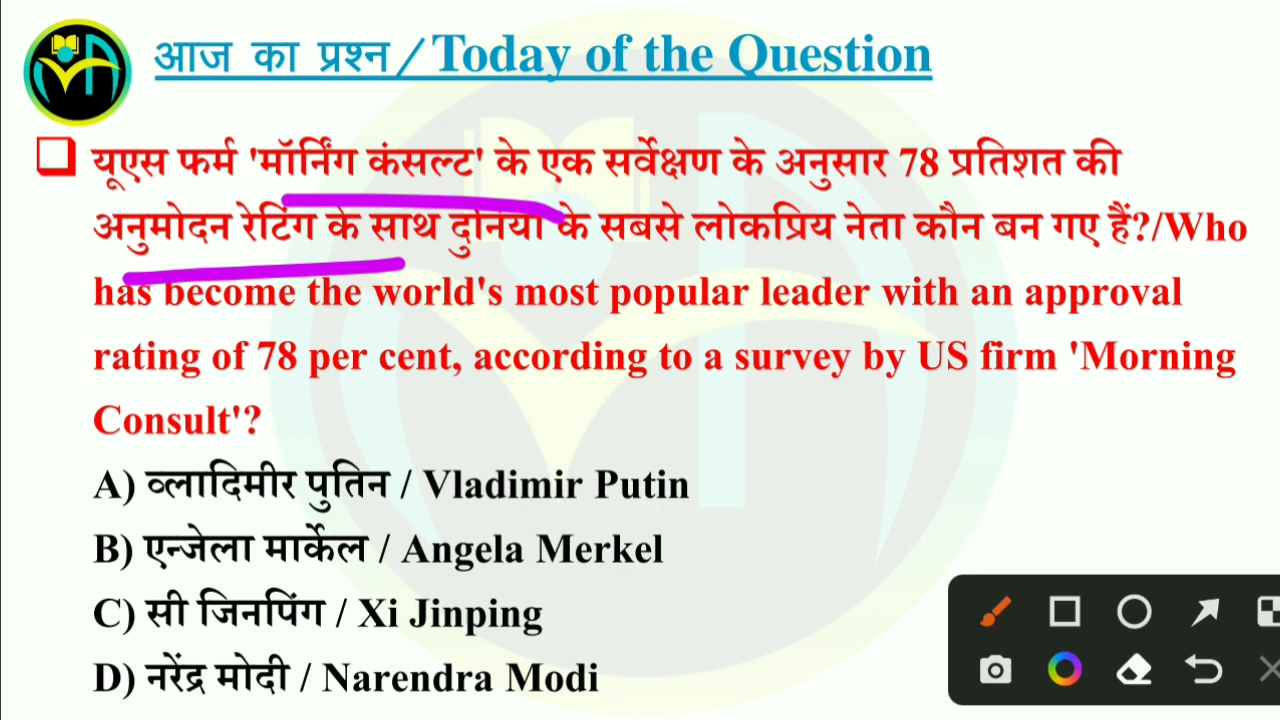 आज का प्रश्न/Today of the Question
यूएस फर्म 'मॉर्निंग कंसल्ट' के एक सर्वेक्षण के अनुसार 78 प्रतिशत की
अनुमोदन रेटिंग के साथ दुनिया के सबसे लोकप्रिय नेता कौन बन गए हैं?/Who
has become the world's most popular leader with an approval
rating of 78 per cent, according to a survey by US firm 'Morning
Consult'?
A) व्लादिमीर पुतिन / Vladimir Putin
B) एन्जेला मार्केल / Angela Merkel
C) सी जिनपिंग / Xi Jinping
D) नरेंद्र मोदी / Narendra Modi